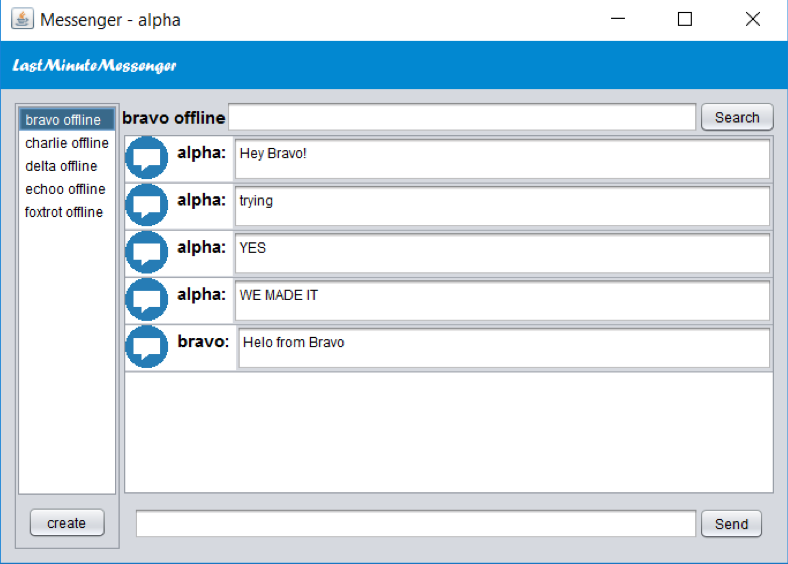 Messenger - alpha
LastMinuteMessenger
bravo offline
charlie offline
delta offline
echoo offline
foxtrot offline
create
bravo offline
Search
alpha: Hey Bravo!
alpha: trying
alpha: YES
alpha: WE MADE IT
bravo: Helo from Bravo
Send